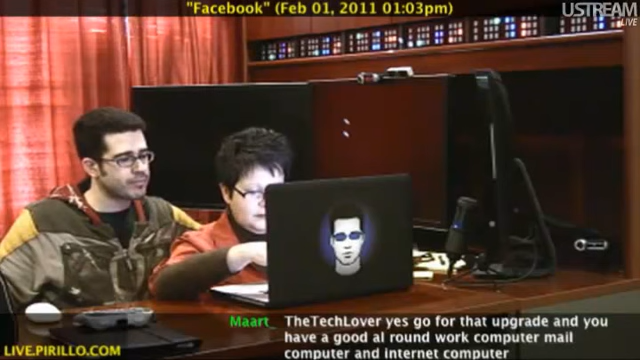 "Facebook" (Feb 01, 2011 01:03pm)
USTREAM
LIVE
Maart_ TheTechLover yes go for that upgrade and you
have a good al round work computer mail
computer and internet computer
LIVE.PIRILLO.COM